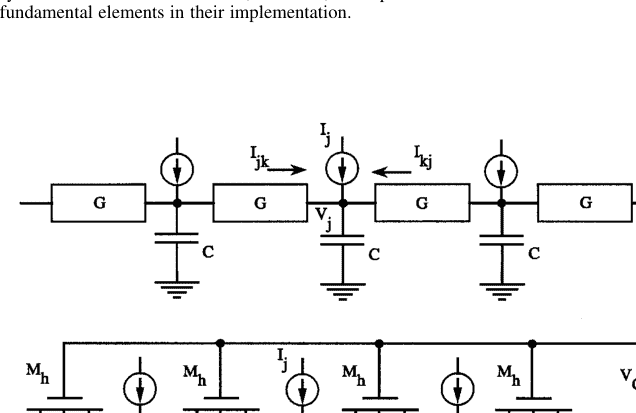 fundamental elements in their implementation.
I_j
I_jk I_kj
G G G G
V_j
C C C
I_j
M_h M_h M_h M_h